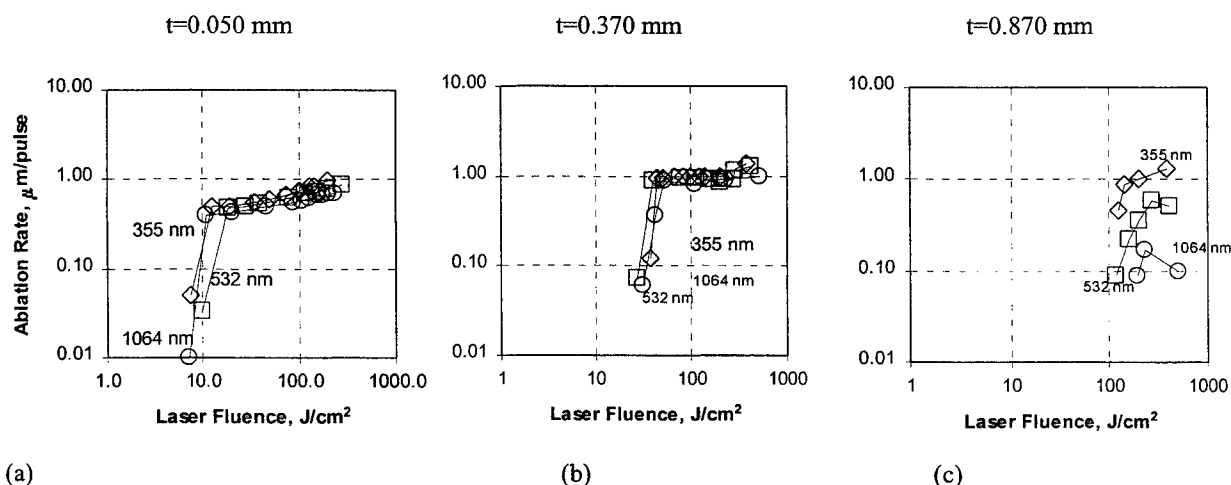 t=0.050 mm
t=0.370 mm
t=0.870 mm
Ablation Rate, μm/pulse
10.00
1.00
0.10
0.01
1.0
10.0
100.0
1000.0
355 nm
532 nm
1064 nm
Laser Fluence, J/cm²
(a)
10.00
1.00
0.10
0.01
1
10
100
1000
355 nm
1064 nm
532 nm
Laser Fluence, J/cm²
(b)
10.00
1.00
0.10
0.01
1
10
100
1000
355 nm
1064 nm
532 nm
Laser Fluence, J/cm²
(c)